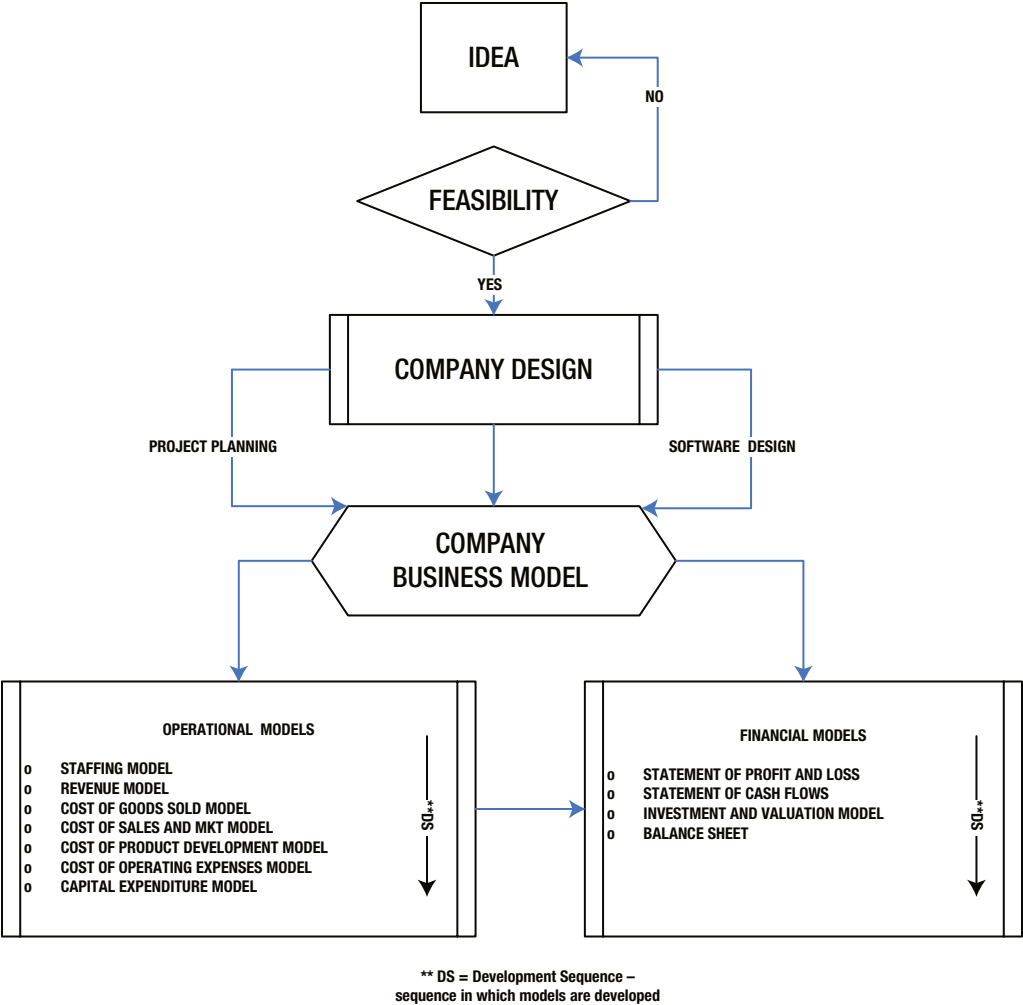 IDEA
NO
FEASIBILITY
YES
COMPANY DESIGN
PROJECT PLANNING
SOFTWARE DESIGN
COMPANY
BUSINESS MODEL
OPERATIONAL MODELS
o STAFFING MODEL
o REVENUE MODEL
o COST OF GOODS SOLD MODEL
o COST OF SALES AND MKT MODEL
o COST OF PRODUCT DEVELOPMENT MODEL
o COST OF OPERATING EXPENSES MODEL
o CAPITAL EXPENDITURE MODEL
**DS
FINANCIAL MODELS
o STATEMENT OF PROFIT AND LOSS
o STATEMENT OF CASH FLOWS
o INVESTMENT AND VALUATION MODEL
o BALANCE SHEET
**DS
** DS = Development Sequence –
sequence in which models are developed